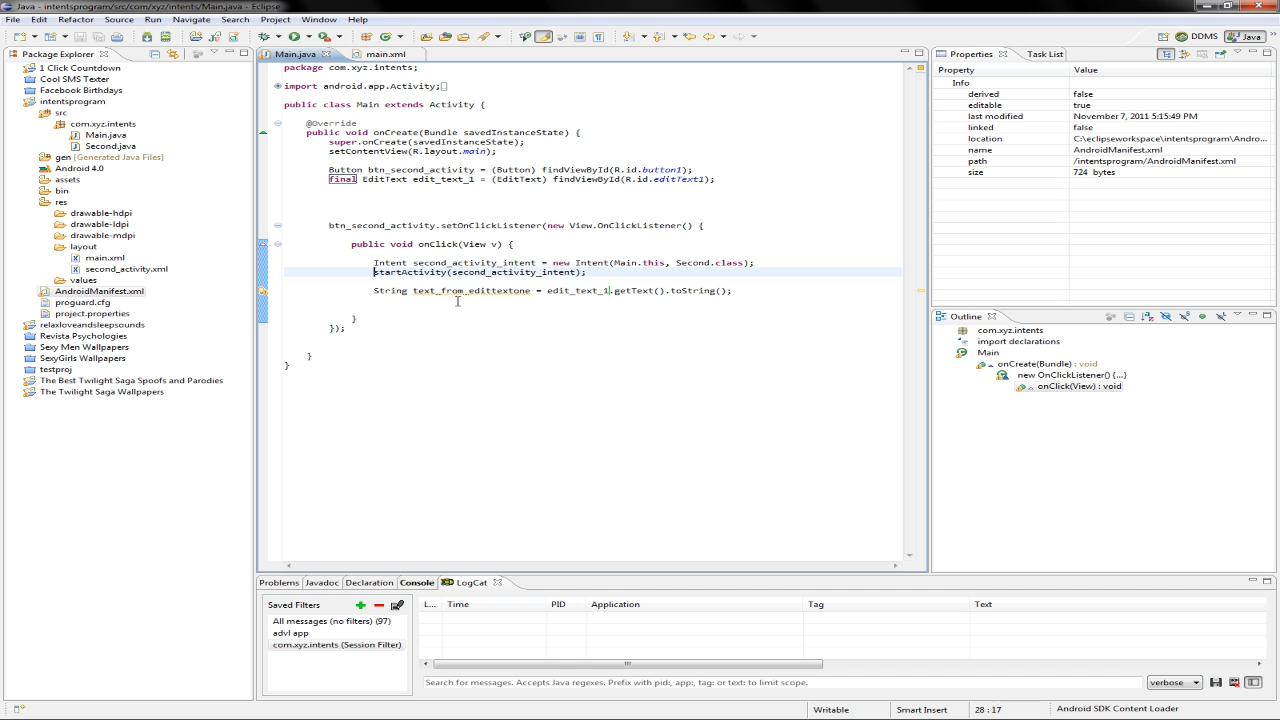 Java - intentsprogram/src/com/xyz/intents/Main.java - Eclipse
File Edit Refactor Source Run Navigate Search Project Window Help
DDMS Java
Package Explorer
1 Click Countdown
Cool SMS Texter
Facebook Birthdays
intentsprogram
src
com.xyz.intents
Main.java
Second.java
gen [Generated Java Files]
Android 4.0
assets
bin
res
drawable-hdpi
drawable-ldpi
drawable-mdpi
layout
main.xml
second_activity.xml
values
AndroidManifest.xml
proguard.cfg
project.properties
relaxloveandsleepsounds
Revista Psychologies
Sexy Men Wallpapers
SexyGirls Wallpapers
testproj
The Best Twilight Saga Spoofs and Parodies
The Twilight Saga Wallpapers
Main.java main.xml
package com.xyz.intents;
import android.app.Activity;
public class Main extends Activity {
@Override
public void onCreate(Bundle savedInstanceState) {
super.onCreate(savedInstanceState);
setContentView(R.layout.main);
Button btn_second_activity = (Button) findViewById(R.id.button1);
final EditText edit_text_1 = (EditText) findViewById(R.id.editText1);
btn_second_activity.setOnClickListener(new View.OnClickListener() {
public void onClick(View v) {
Intent second_activity_intent = new Intent(Main.this, Second.class);
startActivity(second_activity_intent);
String text_from_edittextone = edit_text_1.getText().toString();
}
});
}
}
Properties Task List
Property Value
Info
derived false
editable true
last modified November 7, 2011 5:15:49 PM
linked false
location C:\eclipseworkspace\intentsprogram\Andro...
name AndroidManifest.xml
path /intentsprogram/AndroidManifest.xml
size 724 bytes
Outline
com.xyz.intents
import declarations
Main
onCreate(Bundle) : void
new OnClickListener() {...}
onClick(View) : void
Problems Javadoc Declaration Console LogCat
Saved Filters
All messages (no filters) (97)
advl app
com.xyz.intents (Session Filter)
L... Time PID Application Tag Text
Search for messages. Accepts Java regexes. Prefix with pid:, app:, tag: or text: to limit scope.
verbose
Writable Smart Insert 28 : 17 Android SDK Content Loader